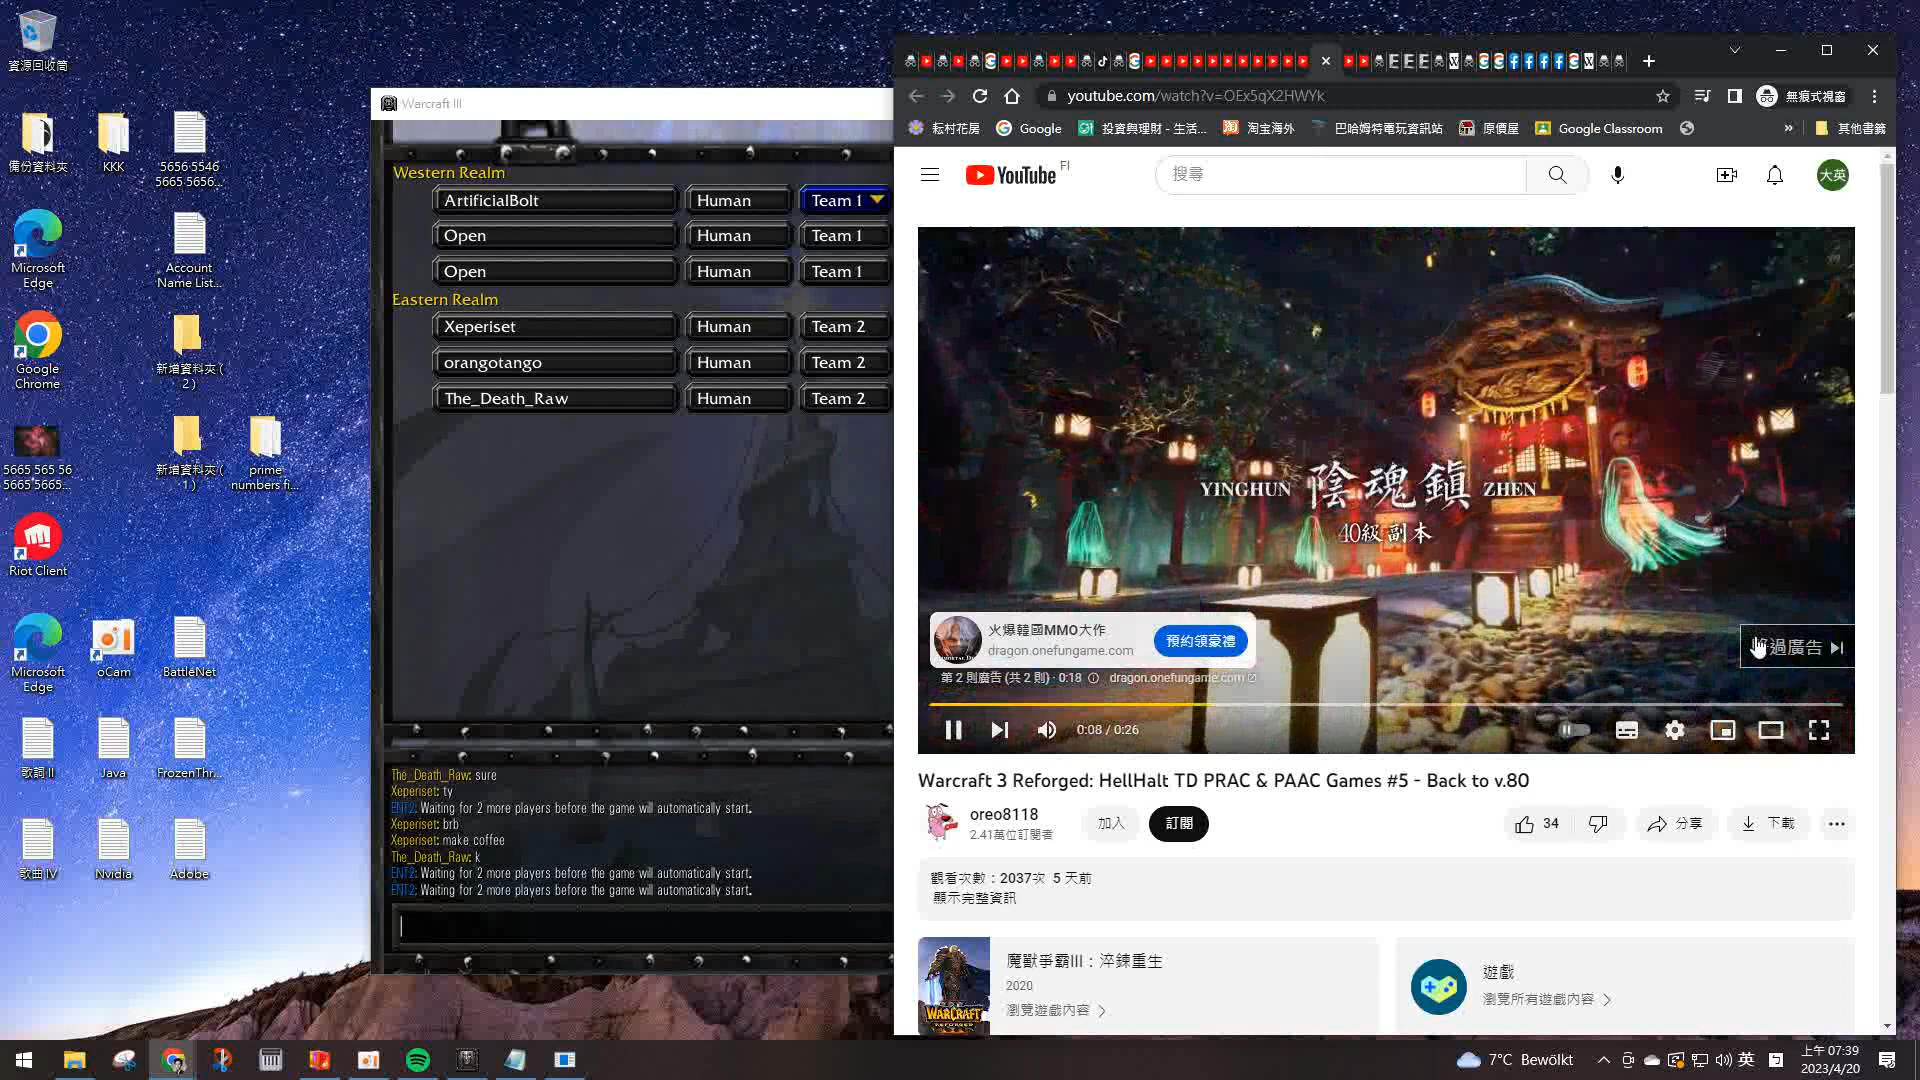 資源回收筒
備份資料夾
KKK
5656 5546
5665 5656...
Microsoft
Edge
Account
Name List...
Google
Chrome
新增資料夾 (
2 )
5665 565 56
5665 5665...
新增資料夾 (
1 )
prime
numbers fi...
Riot Client
Microsoft
Edge
oCam
BattleNet
歌詞 II
Java
FrozenThr...
歌曲 IV
Nvidia
Adobe
Warcraft III
Western Realm
ArtificialBolt Human Team 1
Open Human Team 1
Open Human Team 1
Eastern Realm
Xeperiset Human Team 2
orangotango Human Team 2
The_Death_Raw Human Team 2
The_Death_Raw: sure
Xeperiset: ty
ENT2: Waiting for 2 more players before the game will automatically start.
Xeperiset: brb
Xeperiset: make coffee
The_Death_Raw: k
ENT2: Waiting for 2 more players before the game will automatically start.
ENT2: Waiting for 2 more players before the game will automatically start.
youtube.com/watch?v=OEx5qX2HWYk
無痕式視窗
耘村花房 Google 投資與理財 - 生活... 淘宝海外 巴哈姆特電玩資訊站 原價屋 Google Classroom » 其他書籤
YouTube FI
搜尋
大英
YINGHUN 陰魂鎮 ZHEN
40級副本
火爆韓國MMO大作
dragon.onefungame.com
預約領豪禮
過廣告
第 2 則廣告 (共 2 則) · 0:18 dragon.onefungame.com
0:08 / 0:26
Warcraft 3 Reforged: HellHalt TD PRAC & PAAC Games #5 - Back to v.80
oreo8118
2.41萬位訂閱者
加入
訂閱
34
分享
下載
觀看次數：2037次 5 天前
顯示完整資訊
魔獸爭霸III：淬鍊重生
2020
瀏覽遊戲內容
WARCRAFT
REFORGED
遊戲
瀏覽所有遊戲內容
7°C Bewölkt
英
上午 07:39
2023/4/20